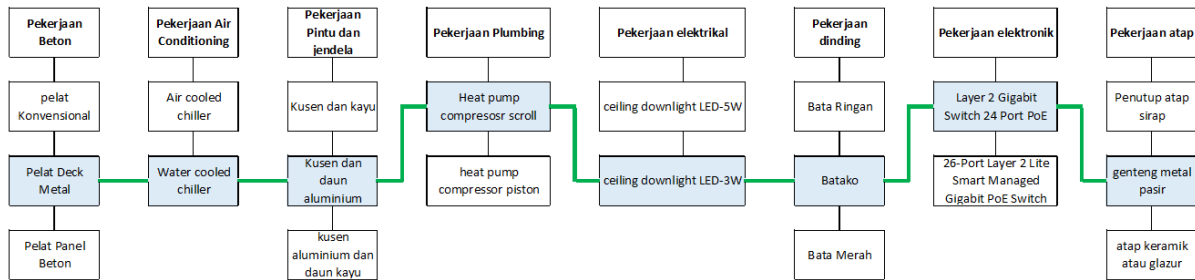 Pekerjaan
Beton
Pekerjaan Air
Conditioning
Pekerjaan
Pintu dan
jendela
Pekerjaan Plumbing
Pekerjaan elektrikal
Pekerjaan
dinding
Pekerjaan elektronik
Pekerjaan atap
pelat
Konvensional
Air cooled
chiller
Kusen dan kayu
Heat pump
compresosr scroll
ceiling downlight LED-5W
Bata Ringan
Layer 2 Gigabit
Switch 24 Port PoE
Penutup atap
sirap
Pelat Deck
Metal
Water cooled
chiller
Kusen dan
daun
aluminium
heat pump
compressor piston
ceiling downlight LED-3W
Batako
26-Port Layer 2 Lite
Smart Managed
Gigabit PoE Switch
genteng metal
pasir
Pelat Panel
Beton
kusen
aluminium dan
daun kayu
Bata Merah
atap keramik
atau glazur